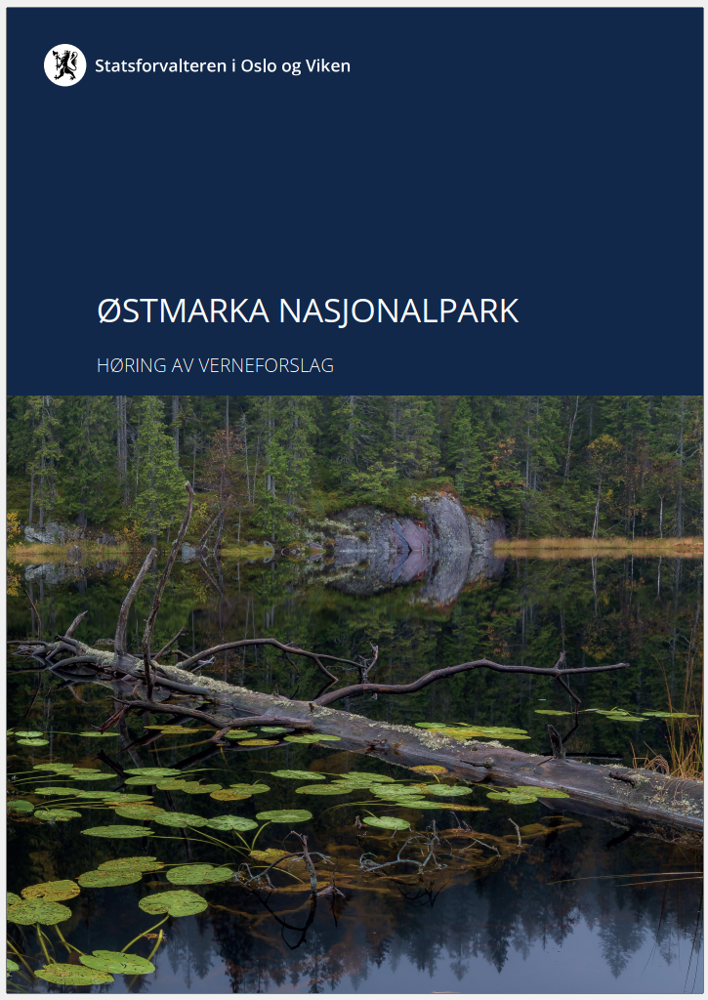 Statsforvalteren i Oslo og Viken
ØSTMARKA NASJONALPARK
HØRING AV VERNEFORSLAG